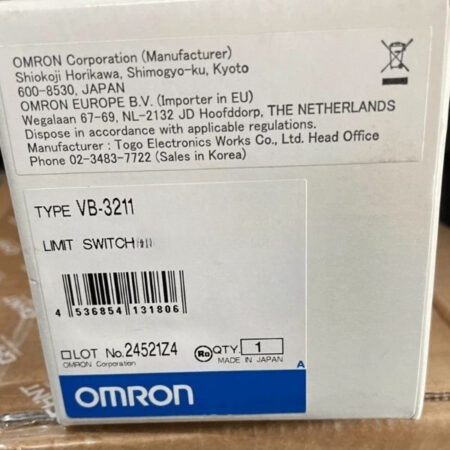 OMRON Corporation (Manufacturer)
Shiokoji Horikawa, Shimogyo-ku, Kyoto
600-8530, JAPAN
OMRON EUROPE B.V. (Importer in EU)
Wegalaan 67-69, NL-2132 JD Hoofddorp, THE NETHERLANDS
Dispose in accordance with applicable regulations.
Manufacturer : Togo Electronics Works Co., Ltd. Head Office
Phone 02-3483-7722 (Sales in Korea)
TYPE VB-3211
LIMIT SWITCH
4 536854 131806
LOT No. 24521Z4
OMRON Corporation
Ro QTY. 1
MADE IN JAPAN
A
OMRON